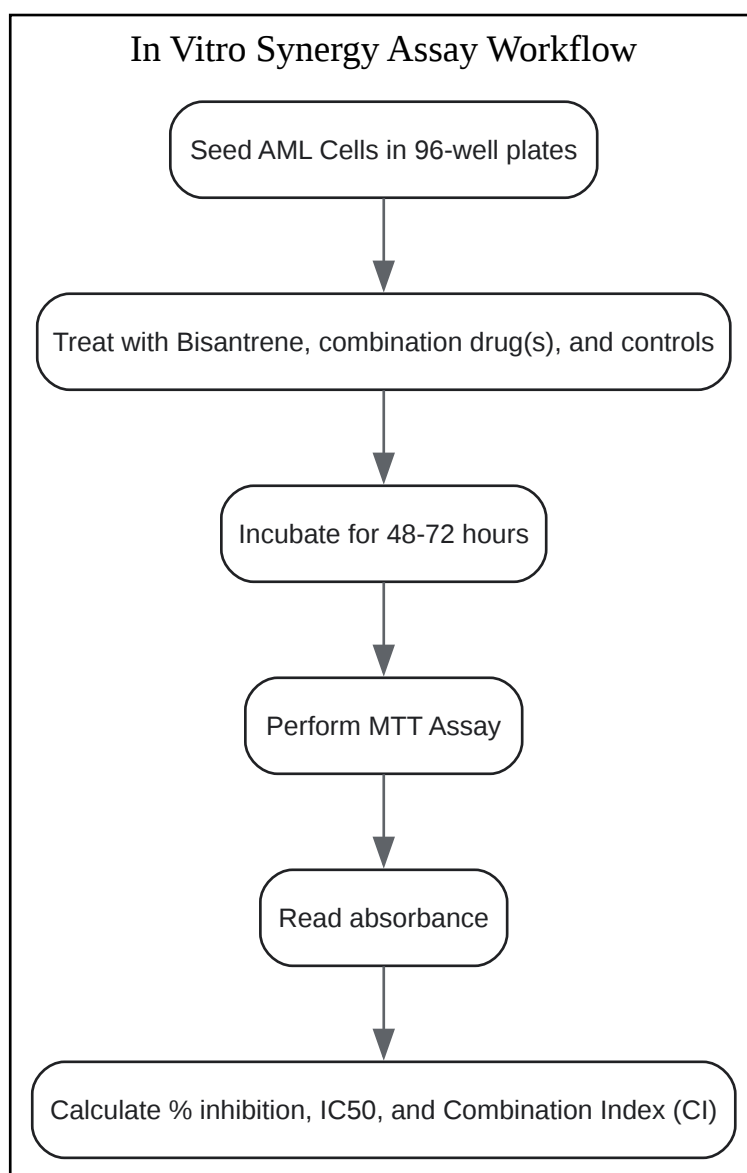 In Vitro Synergy Assay Workflow
Seed AML Cells in 96-well plates
Treat with Bisantrene, combination drug(s), and controls
Incubate for 48-72 hours
Perform MTT Assay
Read absorbance
Calculate % inhibition, IC50, and Combination Index (CI)